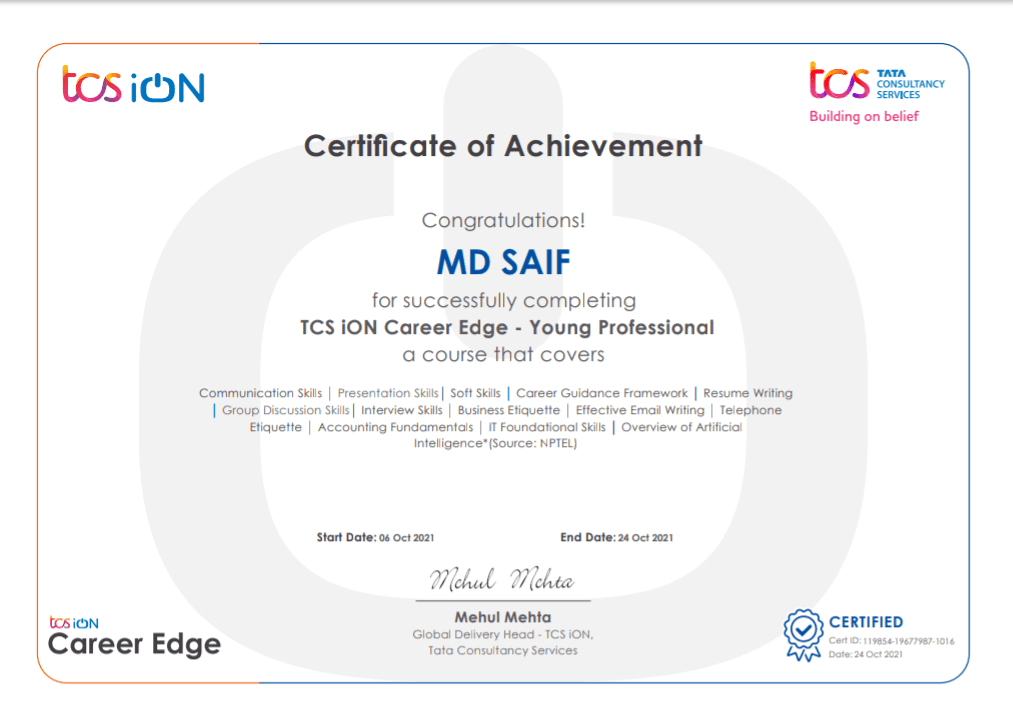 tcs iON
tcs TATA
CONSULTANCY
SERVICES
Building on belief
Certificate of Achievement
Congratulations!
MD SAIF
for successfully completing
TCS iON Career Edge - Young Professional
a course that covers
Communication Skills | Presentation Skills | Soft Skills | Career Guidance Framework | Resume Writing
| Group Discussion Skills | Interview Skills | Business Etiquette | Effective Email Writing | Telephone
Etiquette | Accounting Fundamentals | IT Foundational Skills | Overview of Artificial
Intelligence*(Source: NPTEL)
Start Date: 06 Oct 2021
End Date: 24 Oct 2021
Mehul Mehta
Mehul Mehta
Global Delivery Head - TCS iON,
Tata Consultancy Services
tcs iON
Career Edge
CERTIFIED
Cert ID: 119854-19677987-1016
Date: 24 Oct 2021